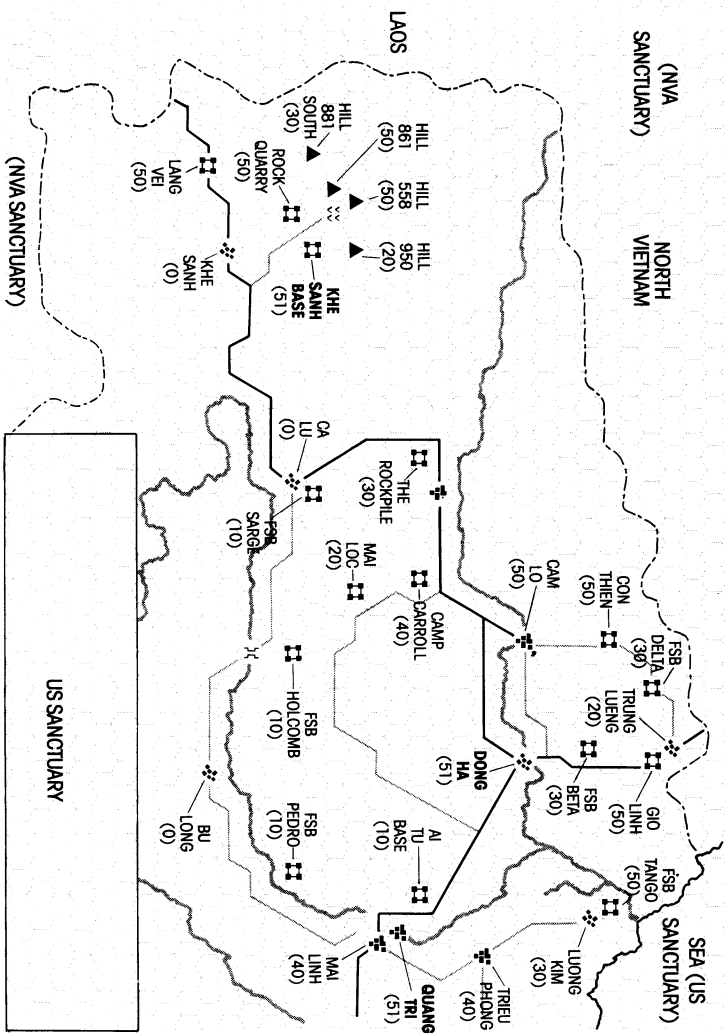 (NVA
SANCTUARY)
NORTH
VIETNAM
SEA (US
SANCTUARY)
LAOS
TRUNG
LUENG
(20)
GIO
LINH
(50)
FSB
DELTA
(30)
CON
THIEN
(50)
FSB
TANGO
(50)
FSB
BETA
(30)
LUONG
KIM
(30)
CAM
LO
(50)
DONG
HA
(51)
TRIEU
PHONG
(40)
HILL
861
(50)
HILL
558
(50)
HILL
950
(20)
HILL
881
SOUTH
(30)
THE
ROCKPILE
(30)
CAMP
CARROLL
(40)
AI
TU
BASE
(10)
QUANG
TRI
(51)
MAI
LOC
(20)
KHE
SANH
BASE
(51)
ROCK
QUARRY
(50)
CA
LU
(0)
FSB
SARGE
(10)
FSB
HOLCOMB
(10)
FSB
PEDRO
(10)
MAI
LINH
(40)
LANG
VEI
(50)
KHE
SANH
(0)
BU
LONG
(0)
(NVA SANCTUARY)
US SANCTUARY